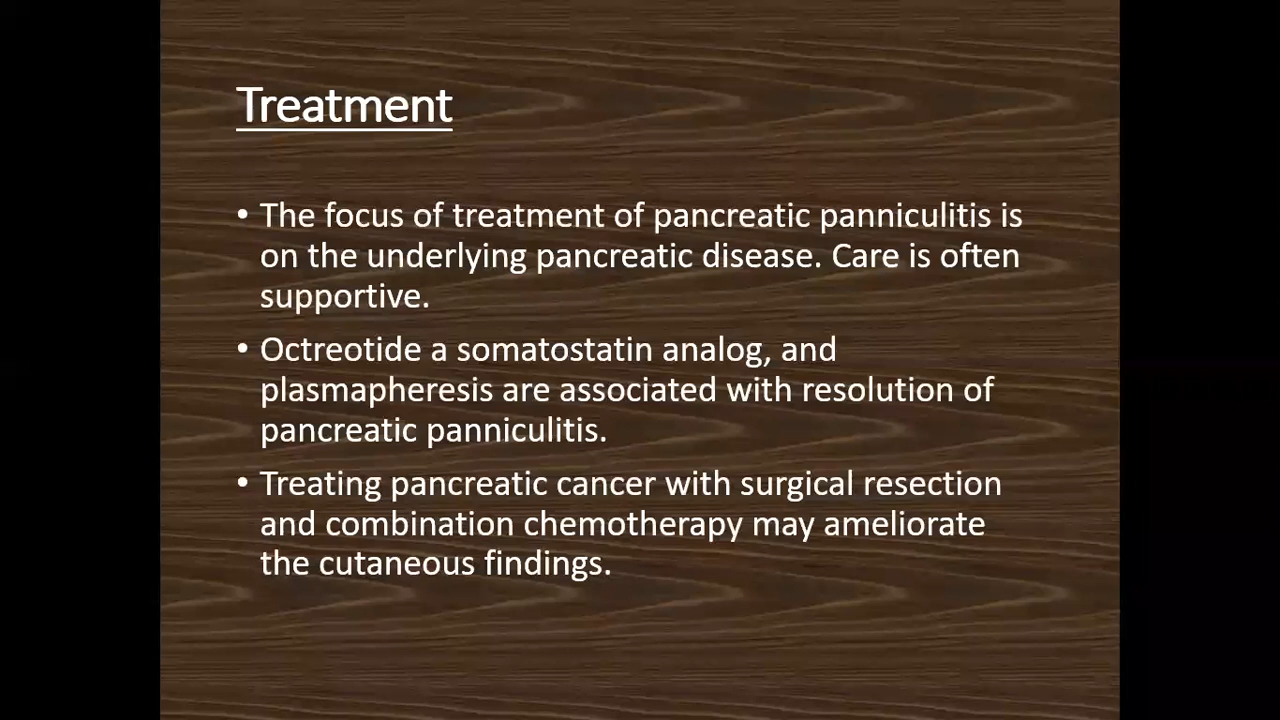 Treatment
• The focus of treatment of pancreatic panniculitis is
on the underlying pancreatic disease. Care is often
supportive.
• Octreotide a somatostatin analog, and
plasmapheresis are associated with resolution of
pancreatic panniculitis.
• Treating pancreatic cancer with surgical resection
and combination chemotherapy may ameliorate
the cutaneous findings.